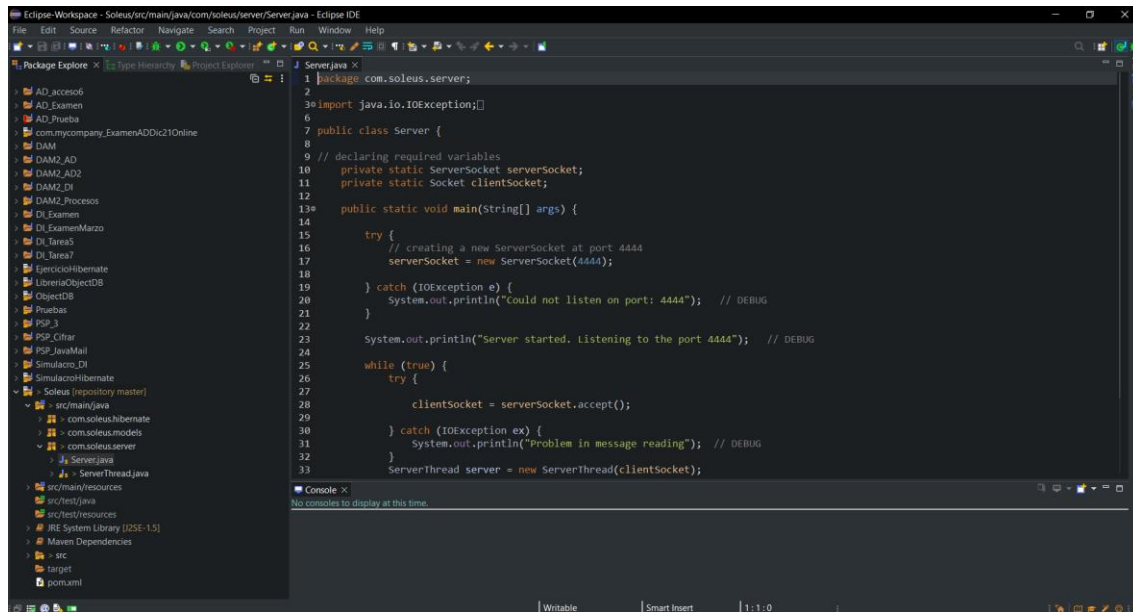 Eclipse-Workspace - Soleus/src/main/java/com/soleus/server/Server.java - Eclipse IDE
File Edit Source Refactor Navigate Search Project Run Window Help
Package Explore Type Hierarchy Project Explorer
AD_acceso6
AD_Examen
AD_Prueba
com.mycompany_ExamenADDic21Online
DAM
DAM2_AD
DAM2_AD2
DAM2_DI
DAM2_Procesos
DI_Examen
DI_ExamenMarzo
DI_Tarea5
DI_Tarea7
EjercicioHibernate
LibreriaObjectDB
ObjectDB
Pruebas
PSP_3
PSP_Cifrar
PSP_JavaMail
Simulacro_DI
SimulacroHibernate
> Soleus [repository master]
> src/main/java
> com.soleus.hibernate
> com.soleus.models
> com.soleus.server
Server.java
> ServerThread.java
> src/main/resources
src/test/java
src/test/resources
JRE System Library [J2SE-1.5]
Maven Dependencies
> src
target
pom.xml
Server.java
1 package com.soleus.server;
2
3 import java.io.IOException;
6
7 public class Server {
8
9 // declaring required variables
10 private static ServerSocket serverSocket;
11 private static Socket clientSocket;
12
13 public static void main(String[] args) {
14
15 try {
16 // creating a new ServerSocket at port 4444
17 serverSocket = new ServerSocket(4444);
18
19 } catch (IOException e) {
20 System.out.println("Could not listen on port: 4444"); // DEBUG
21 }
22
23 System.out.println("Server started. Listening to the port 4444"); // DEBUG
24
25 while (true) {
26 try {
27
28 clientSocket = serverSocket.accept();
29
30 } catch (IOException ex) {
31 System.out.println("Problem in message reading"); // DEBUG
32 }
33 ServerThread server = new ServerThread(clientSocket);
Console
No consoles to display at this time.
Writable Smart Insert 1 : 1 : 0